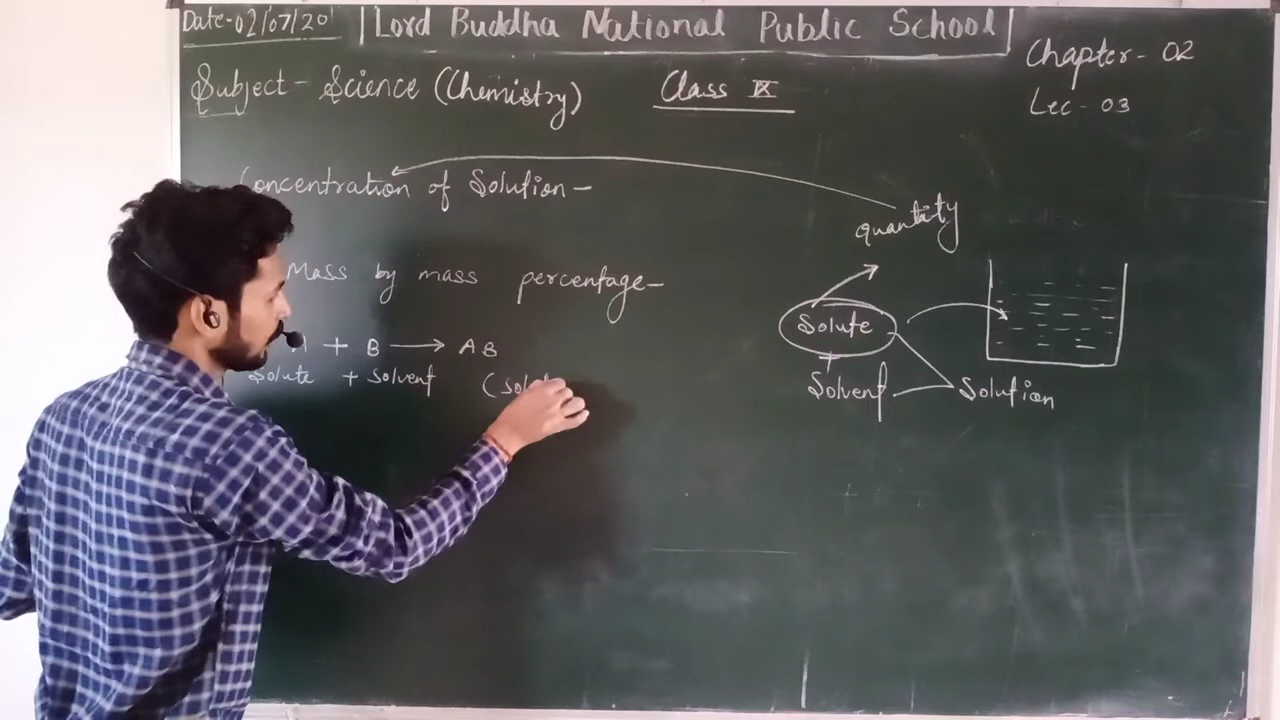 Date-02/07/20 Lord Buddha National Public School
Chapter - 02
Subject - Science (Chemistry) Class IX
Lec - 03
Concentration of Solution -
quantity
Mass by mass percentage -
Solute
A + B → AB
Solute + Solvent (Solut
+
Solvent Solution